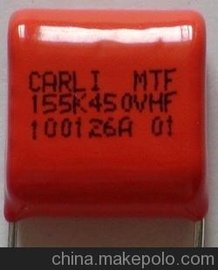 CARLI MTF
155K450VHF
100126A 01
china.makepolo.com